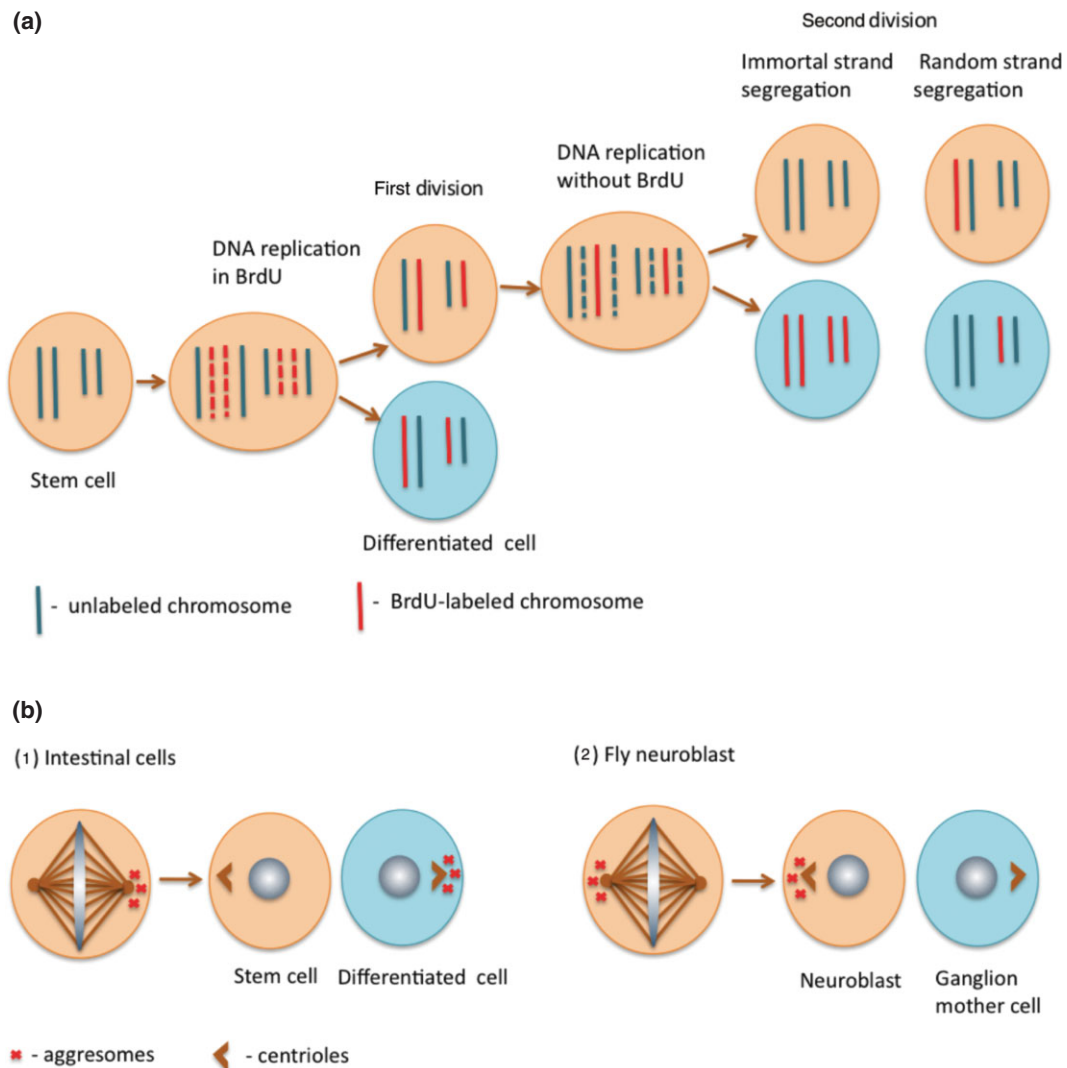 (a)
Second division
Immortal strand
segregation
Random strand
segregation
DNA replication
without BrdU
First division
DNA replication
in BrdU
Stem cell
Differentiated cell
- unlabeled chromosome
- BrdU-labeled chromosome
(b)
(1) Intestinal cells
(2) Fly neuroblast
Stem cell
Differentiated cell
Neuroblast
Ganglion
mother cell
- aggresomes
- centrioles